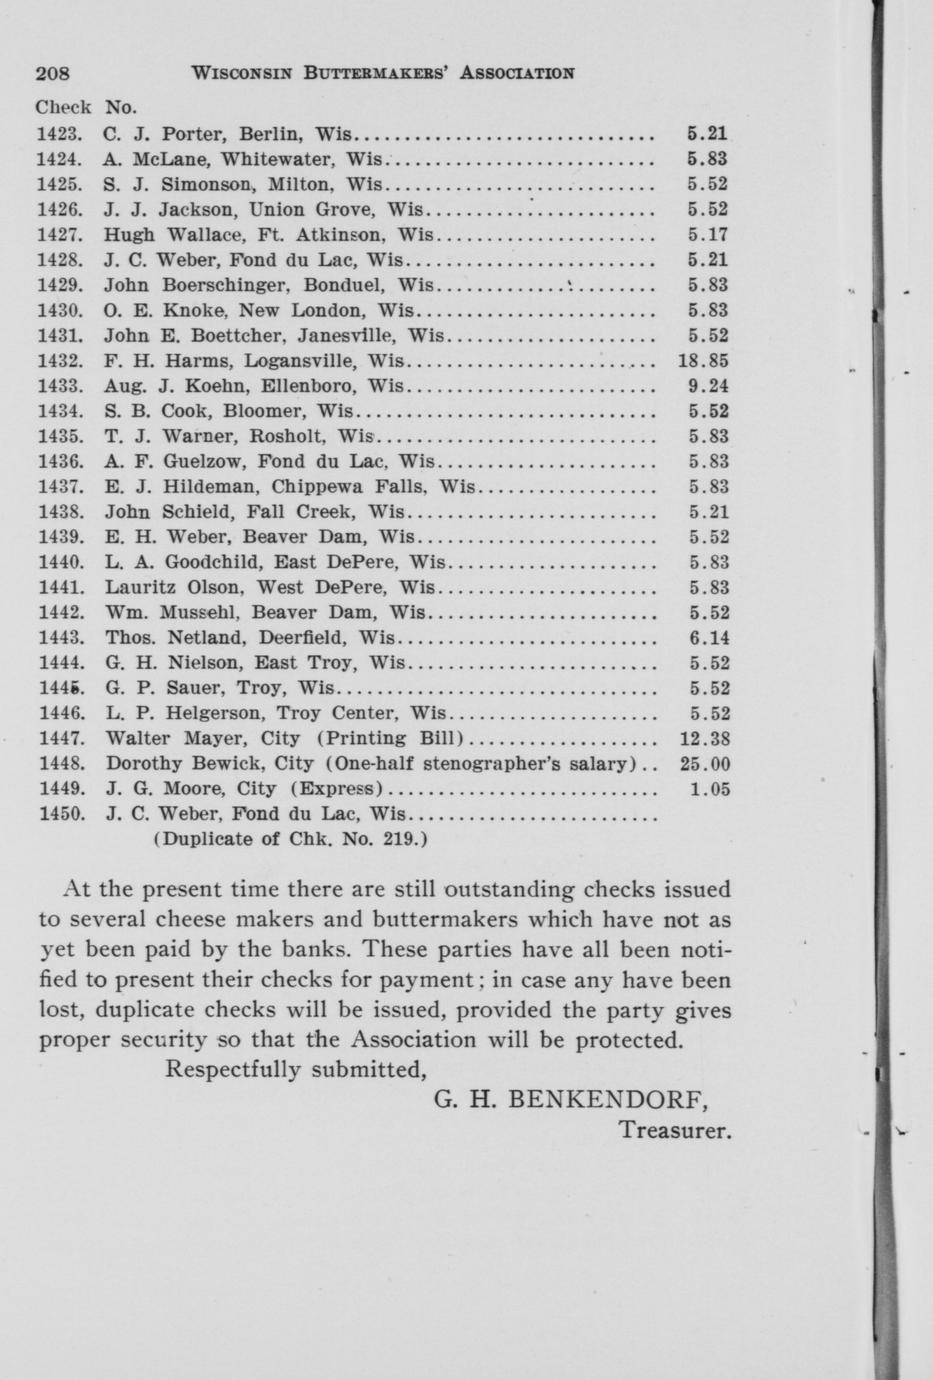 208 WISCONSIN BUTTERMAKERS' ASSOCIATION
Check No.
1423. C. J. Porter, Berlin, Wis.............................. 5.21
1424. A. McLane, Whitewater, Wis........................... 5.83
1425. S. J. Simonson, Milton, Wis........................... 5.52
1426. J. J. Jackson, Union Grove, Wis....................... 5.52
1427. Hugh Wallace, Ft. Atkinson, Wis...................... 5.17
1428. J. C. Weber, Fond du Lac, Wis......................... 5.21
1429. John Boerschinger, Bonduel, Wis...................... 5.83
1430. O. E. Knoke, New London, Wis........................ 5.83
1431. John E. Boettcher, Janesville, Wis..................... 5.52
1432. F. H. Harms, Logansville, Wis......................... 18.85
1433. Aug. J. Koehn, Ellenboro, Wis......................... 9.24
1434. S. B. Cook, Bloomer, Wis.............................. 5.52
1435. T. J. Warner, Rosholt, Wis............................ 5.83
1436. A. F. Guelzow, Fond du Lac, Wis...................... 5.83
1437. E. J. Hildeman, Chippewa Falls, Wis.................. 5.83
1438. John Schield, Fall Creek, Wis......................... 5.21
1439. E. H. Weber, Beaver Dam, Wis........................ 5.52
1440. L. A. Goodchild, East DePere, Wis..................... 5.83
1441. Lauritz Olson, West DePere, Wis...................... 5.83
1442. Wm. Mussehl, Beaver Dam, Wis....................... 5.52
1443. Thos. Netland, Deerfield, Wis.......................... 6.14
1444. G. H. Nielson, East Troy, Wis......................... 5.52
1445. G. P. Sauer, Troy, Wis................................ 5.52
1446. L. P. Helgerson, Troy Center, Wis..................... 5.52
1447. Walter Mayer, City (Printing Bill)................... 12.38
1448. Dorothy Bewick, City (One-half stenographer's salary).. 25.00
1449. J. G. Moore, City (Express)........................... 1.05
1450. J. C. Weber, Fond du Lac, Wis.........................
(Duplicate of Chk. No. 219.)
At the present time there are still outstanding checks issued
to several cheese makers and buttermakers which have not as
yet been paid by the banks. These parties have all been noti-
fied to present their checks for payment; in case any have been
lost, duplicate checks will be issued, provided the party gives
proper security so that the Association will be protected.
Respectfully submitted,
G. H. BENKENDORF,
Treasurer.